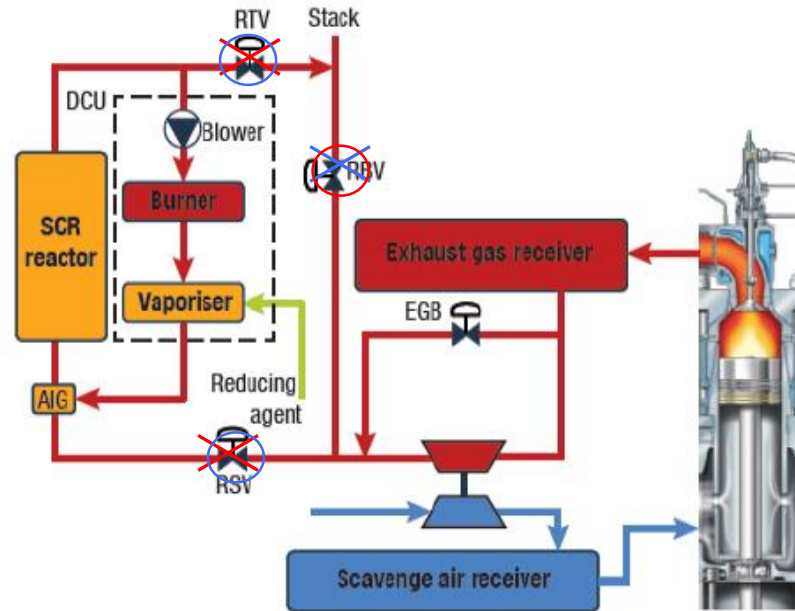 RTV
Stack
DCU
Blower
RBV
Burner
SCR
reactor
Exhaust gas receiver
Vaporiser
EGB
AIG
Reducing
agent
RSV
Scavenge air receiver